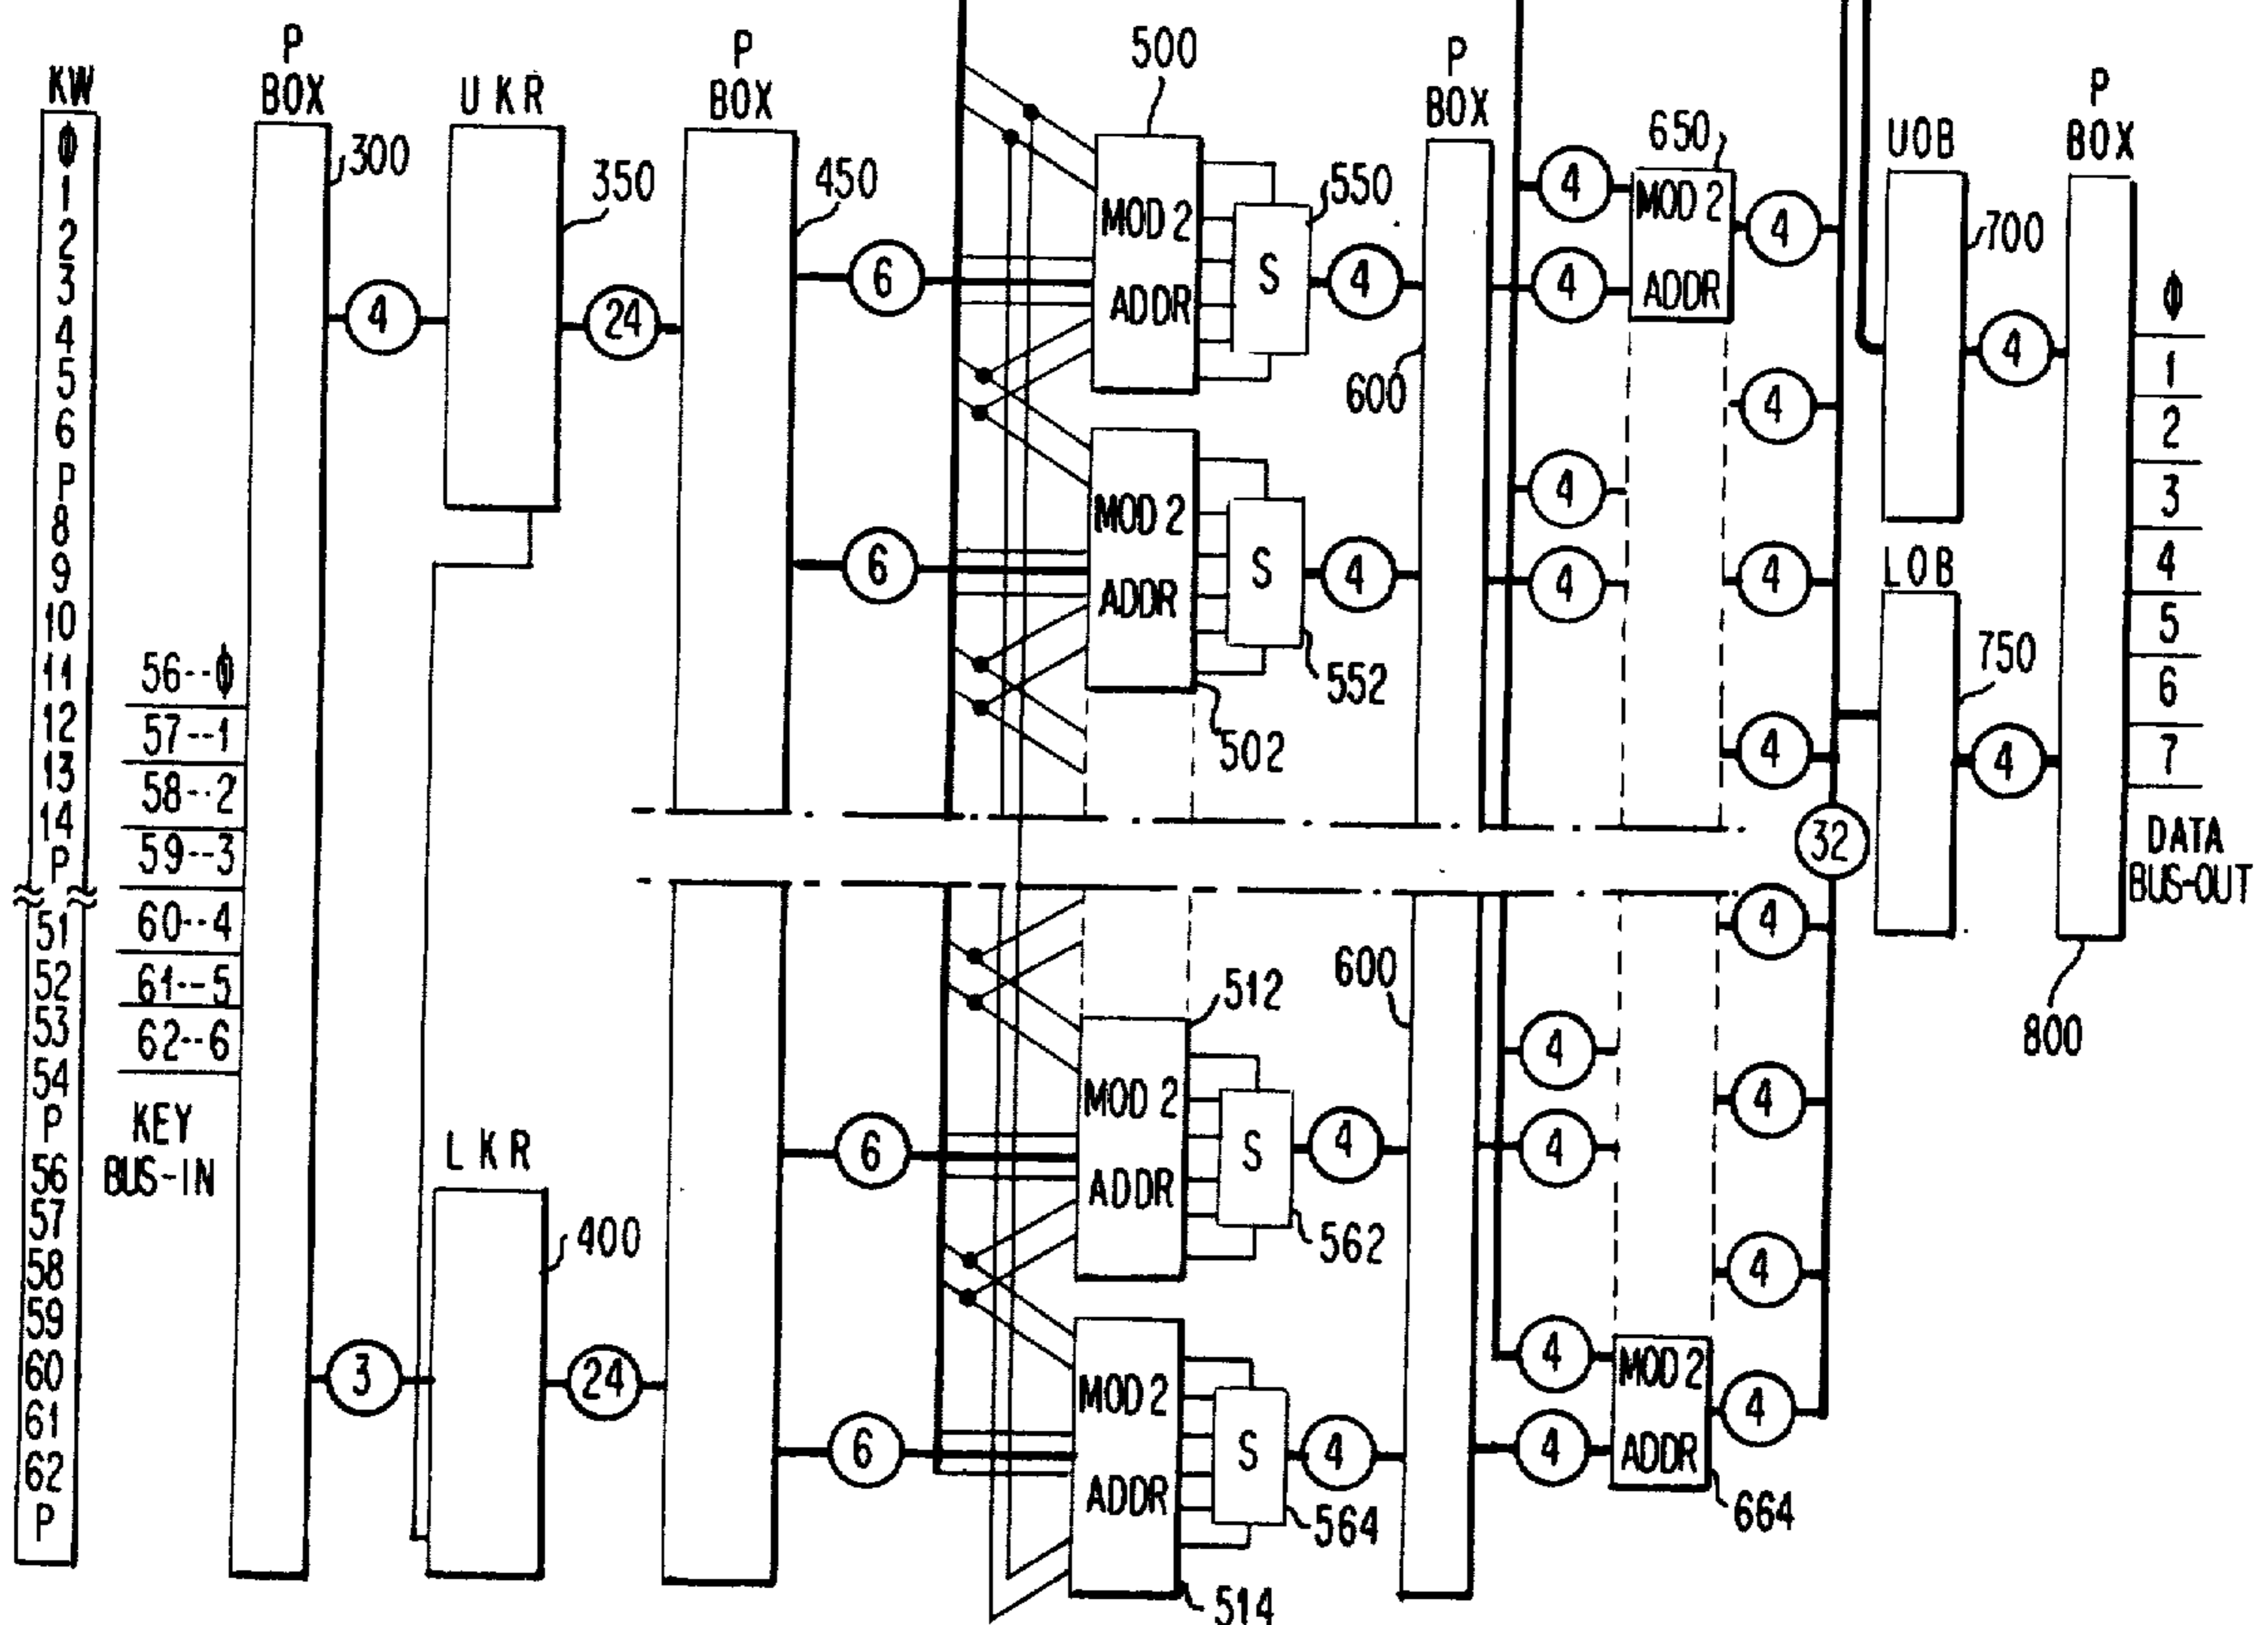 KW
Φ
1
2
3
4
5
6
P
8
9
10
11
12
13
14
P
51
52
53
54
P
56
57
58
59
60
61
62
P
56--Φ
57--1
58--2
59--3
60--4
61--5
62--6
KEY
BUS-IN
P
BOX
300
4
3
UKR
350
24
LKR
400
24
P
BOX
450
6
6
6
6
500
MOD 2
ADDR
MOD 2
ADDR
502
512
MOD 2
ADDR
MOD 2
ADDR
514
550
S
4
S
4
552
S
4
562
S
4
564
P
BOX
600
600
4
4
4
4
4
4
4
4
650
MOD 2
ADDR
MOD 2
ADDR
664
4
4
4
4
4
4
4
4
32
UOB
700
4
LOB
750
4
P
BOX
800
Φ
1
2
3
4
5
6
7
DATA
BUS-OUT